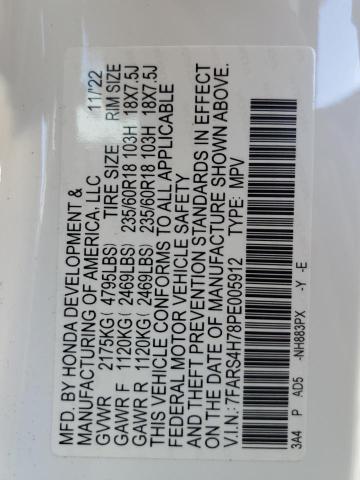 MFD. BY HONDA DEVELOPMENT &
MANUFACTURING OF AMERICA, LLC 11/22
GVWR 2175KG( 4795LBS) TIRE SIZE RIM SIZE
GAWR F 1120KG( 2469LBS) 235/60R18 103H 18X7.5J
GAWR R 1120KG( 2469LBS) 235/60R18 103H 18X7.5J
THIS VEHICLE CONFORMS TO ALL APPLICABLE
FEDERAL MOTOR VEHICLE SAFETY
AND THEFT PREVENTION STANDARDS IN EFFECT
ON THE DATE OF MANUFACTURE SHOWN ABOVE.
V.I.N.: 7FARS4H78PE005912 TYPE: MPV
3A4 P AD5 -NH883PX -Y -E